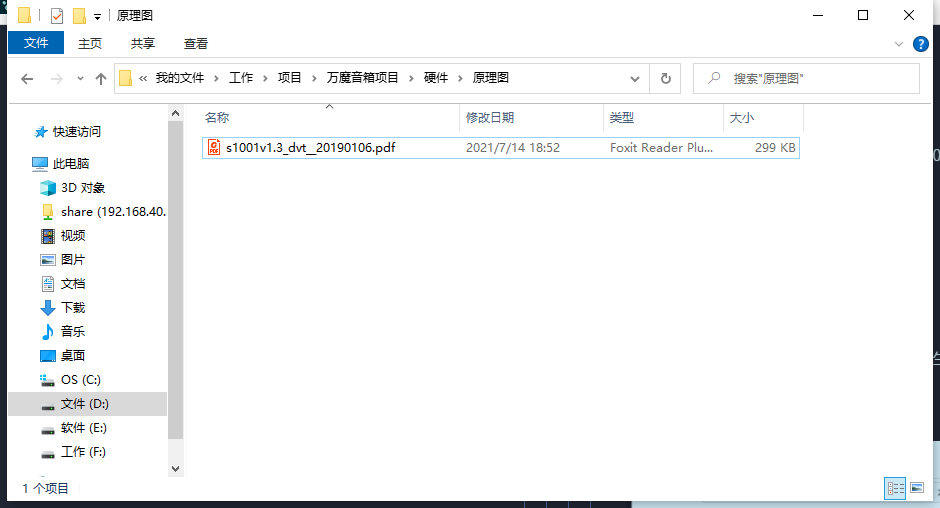 原理图
文件 主页 共享 查看
« 我的文件 › 工作 › 项目 › 万魔音箱项目 › 硬件 › 原理图
搜索"原理图"
名称 修改日期 类型 大小
s1001v1.3_dvt__20190106.pdf 2021/7/14 18:52 Foxit Reader Plu... 299 KB
快速访问
此电脑
3D 对象
share (192.168.40.
视频
图片
文档
下载
音乐
桌面
OS (C:)
文件 (D:)
软件 (E:)
工作 (F:)
1 个项目